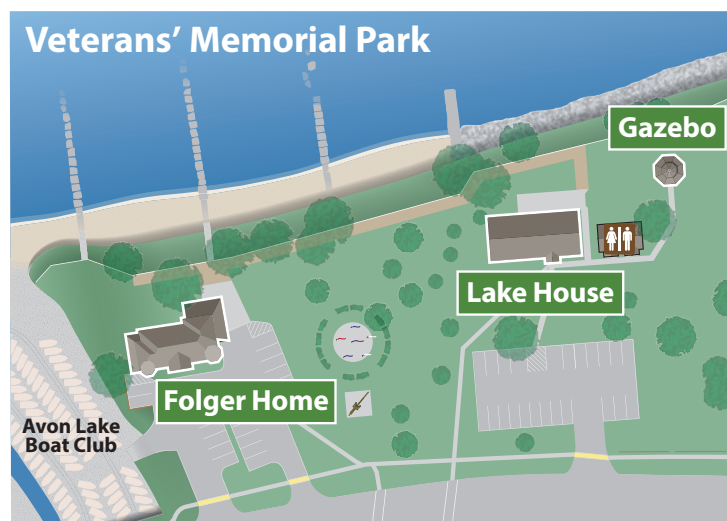 Veterans’ Memorial Park
Gazebo
Lake House
Folger Home
Avon Lake
Boat Club